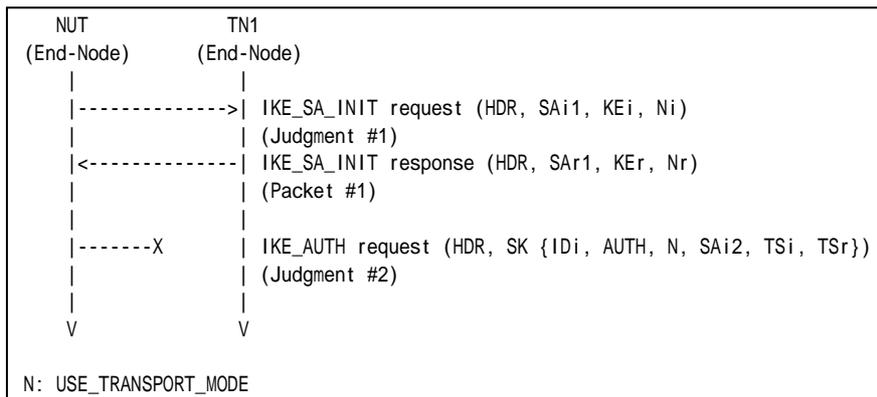 NUT TN1
(End-Node) (End-Node)
| |
|-------------->| IKE_SA_INIT request (HDR, SAi1, KEi, Ni)
| | (Judgment #1)
|<--------------| IKE_SA_INIT response (HDR, SAr1, KEr, Nr)
| | (Packet #1)
| |
|-------X | IKE_AUTH request (HDR, SK {IDi, AUTH, N, SAi2, TSi, TSr})
| | (Judgment #2)
| |
V V
N: USE_TRANSPORT_MODE